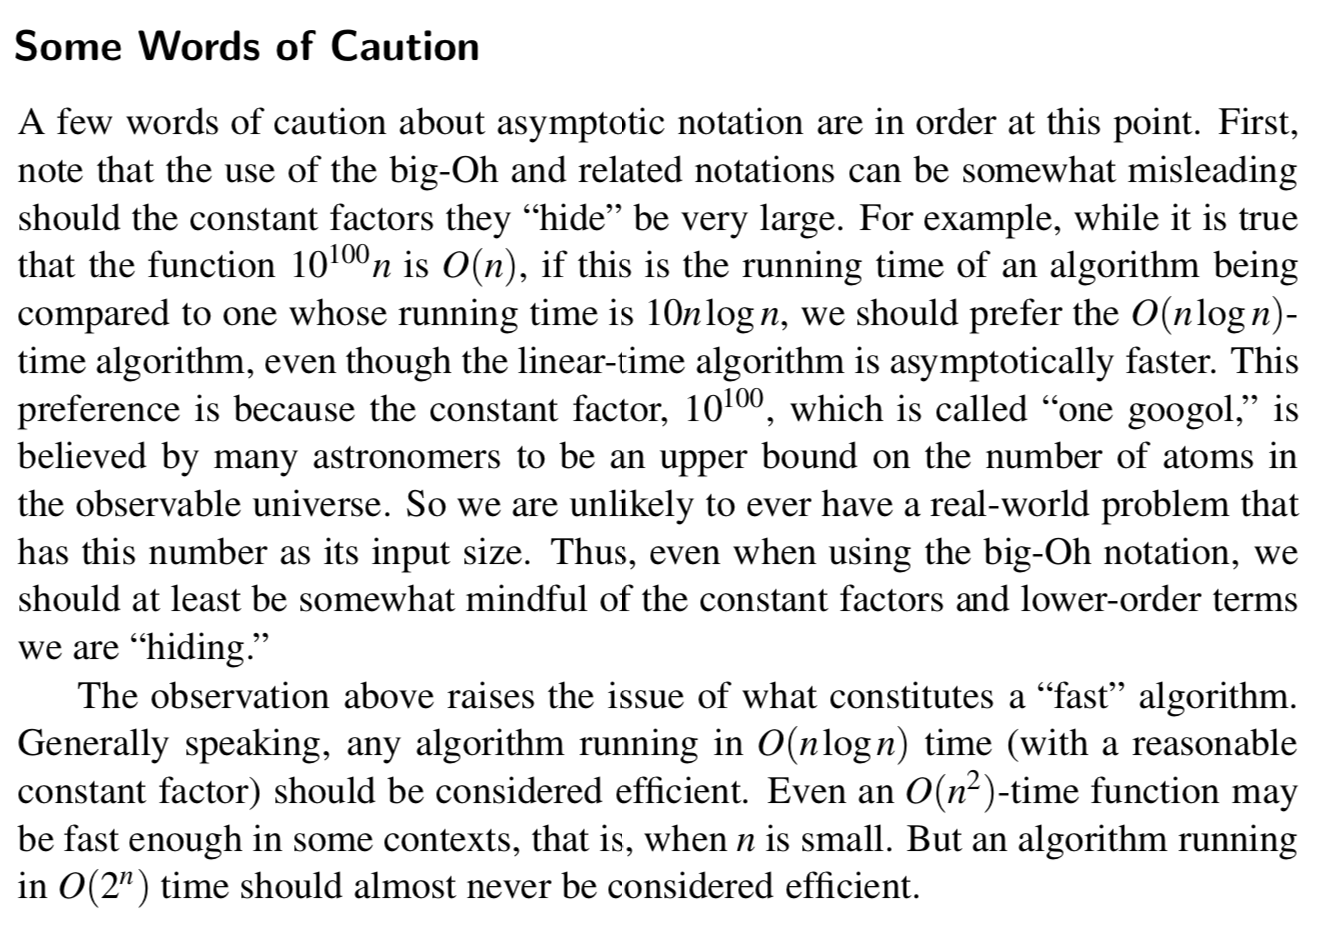 Some Words of Caution
A few words of caution about asymptotic notation are in order at this point. First,
note that the use of the big-Oh and related notations can be somewhat misleading
should the constant factors they “hide” be very large. For example, while it is true
that the function 10¹⁰⁰n is O(n), if this is the running time of an algorithm being
compared to one whose running time is 10n log n, we should prefer the O(n log n)-
time algorithm, even though the linear-time algorithm is asymptotically faster. This
preference is because the constant factor, 10¹⁰⁰, which is called “one googol,” is
believed by many astronomers to be an upper bound on the number of atoms in
the observable universe. So we are unlikely to ever have a real-world problem that
has this number as its input size. Thus, even when using the big-Oh notation, we
should at least be somewhat mindful of the constant factors and lower-order terms
we are “hiding.”
The observation above raises the issue of what constitutes a “fast” algorithm.
Generally speaking, any algorithm running in O(n log n) time (with a reasonable
constant factor) should be considered efficient. Even an O(n²)-time function may
be fast enough in some contexts, that is, when n is small. But an algorithm running
in O(2ⁿ) time should almost never be considered efficient.